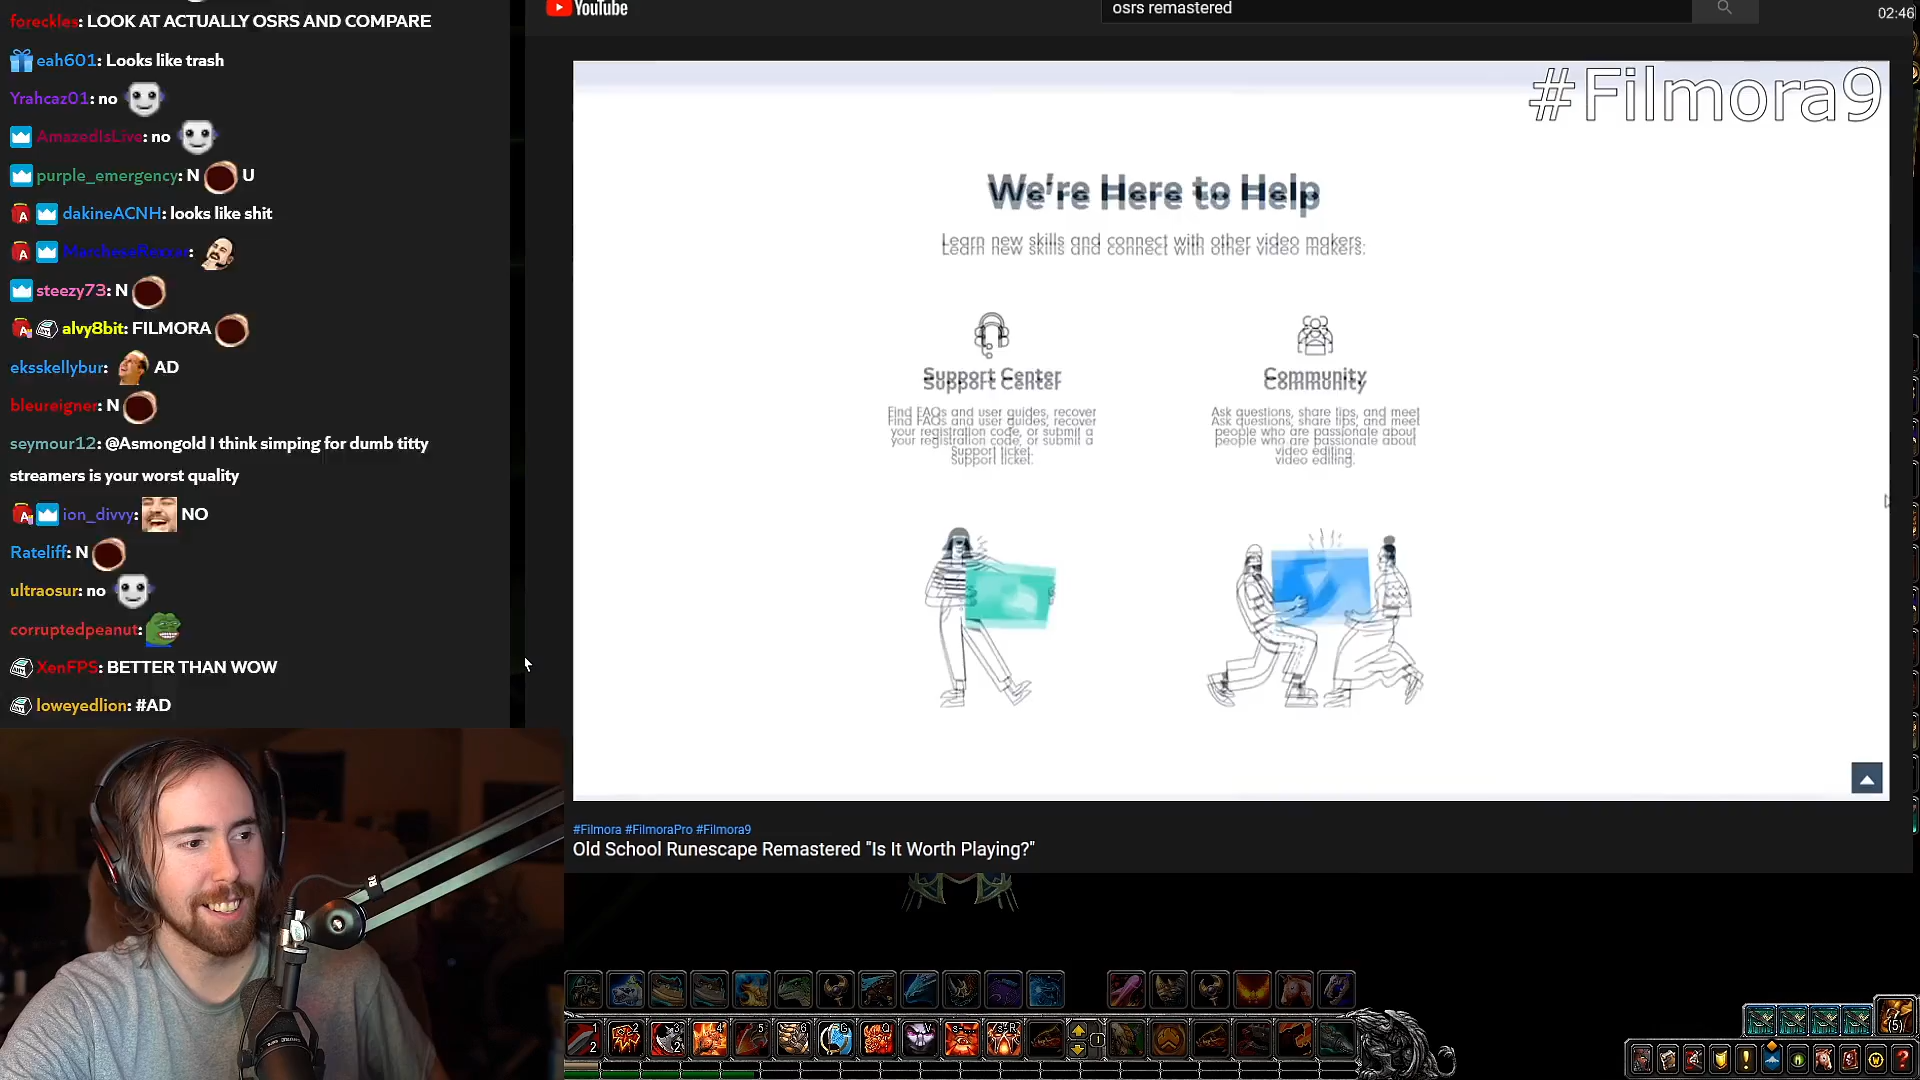 foreckles: LOOK AT ACTUALLY OSRS AND COMPARE
eah601: Looks like trash
Yrahcaz01: no
AmazedIsLive: no
purple_emergency: N U
dakineACNH: looks like shit
MarcheseRexxar:
steezy73: N
alvy8bit: FILMORA
eksskellybur: AD
bleureigner: N
seymour12: @Asmongold I think simping for dumb titty
streamers is your worst quality
ion_divvy: NO
Rateliff: N
ultraosur: no
corruptedpeanut:
XenFPS: BETTER THAN WOW
loweyedlion: #AD
YouTube
osrs remastered
02:46
#Filmora9
We're Here to Help
Learn new skills and connect with other video makers.
Support Center
Find FAQs and user guides, recover
your registration code, or submit a
Support ticket.
Community
Ask questions, share tips, and meet
people who are passionate about
video editing.
#Filmora #FilmoraPro #Filmora9
Old School Runescape Remastered "Is It Worth Playing?"